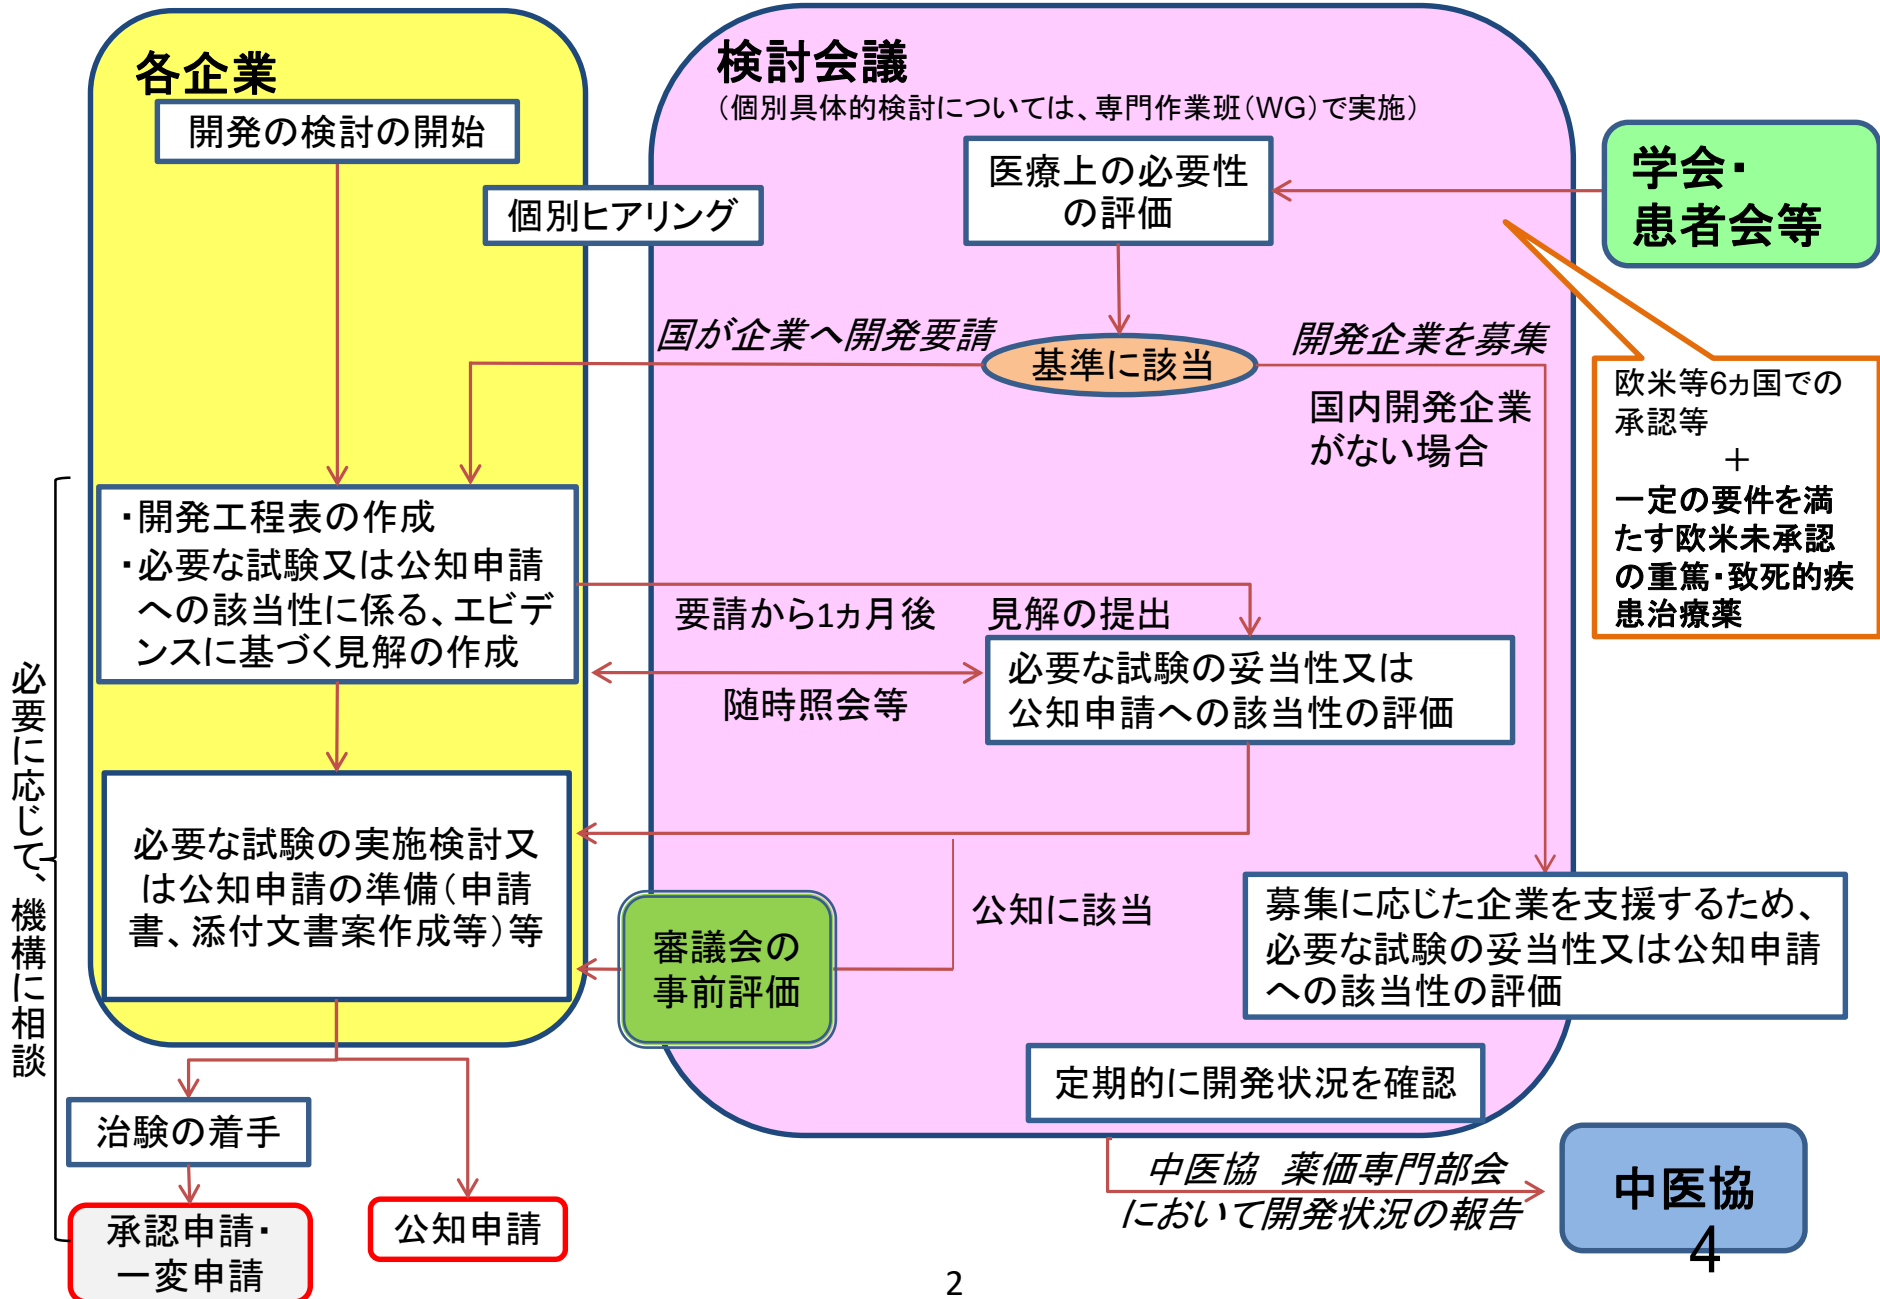 各企業
開発の検討の開始
個別ヒアリング
検討会議
（個別具体的検討については、専門作業班（WG）で実施）
医療上の必要性
の評価
学会・
患者会等
国が企業へ開発要請
基準に該当
開発企業を募集
国内開発企業
がない場合
欧米等6ヵ国での
承認等
＋
一定の要件を満
たす欧米未承認
の重篤・致死的疾
患治療薬
・開発工程表の作成
・必要な試験又は公知申請
への該当性に係る、エビデ
ンスに基づく見解の作成
要請から1ヵ月後　見解の提出
随時照会等
必要な試験の妥当性又は
公知申請への該当性の評価
必要な試験の実施検討又
は公知申請の準備（申請
書、添付文書案作成等）等
審議会の
事前評価
公知に該当
募集に応じた企業を支援するため、
必要な試験の妥当性又は公知申請
への該当性の評価
定期的に開発状況を確認
必要に応じて、機構に相談
治験の着手
承認申請・
一変申請
公知申請
中医協　薬価専門部会
において開発状況の報告
中医協
4
2